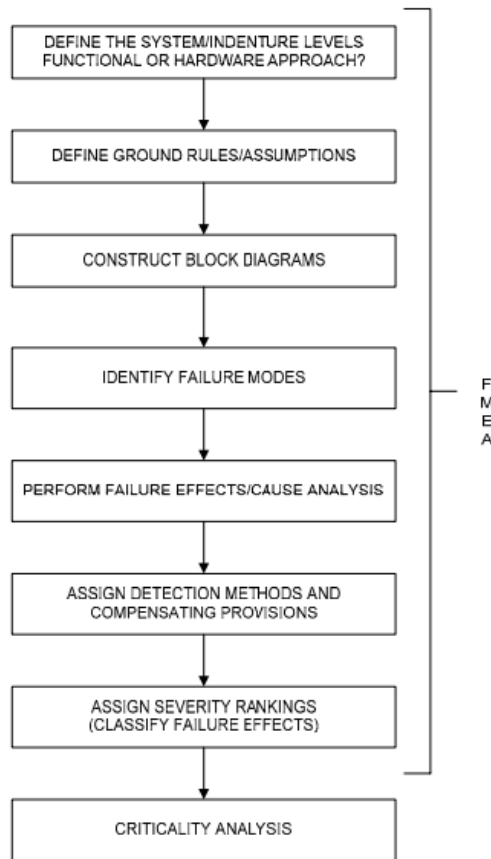 DEFINE THE SYSTEM/INDENTURE LEVELS
FUNCTIONAL OR HARDWARE APPROACH?
DEFINE GROUND RULES/ASSUMPTIONS
CONSTRUCT BLOCK DIAGRAMS
IDENTIFY FAILURE MODES
F
M
E
A
PERFORM FAILURE EFFECTS/CAUSE ANALYSIS
ASSIGN DETECTION METHODS AND
COMPENSATING PROVISIONS
ASSIGN SEVERITY RANKINGS
(CLASSIFY FAILURE EFFECTS)
CRITICALITY ANALYSIS